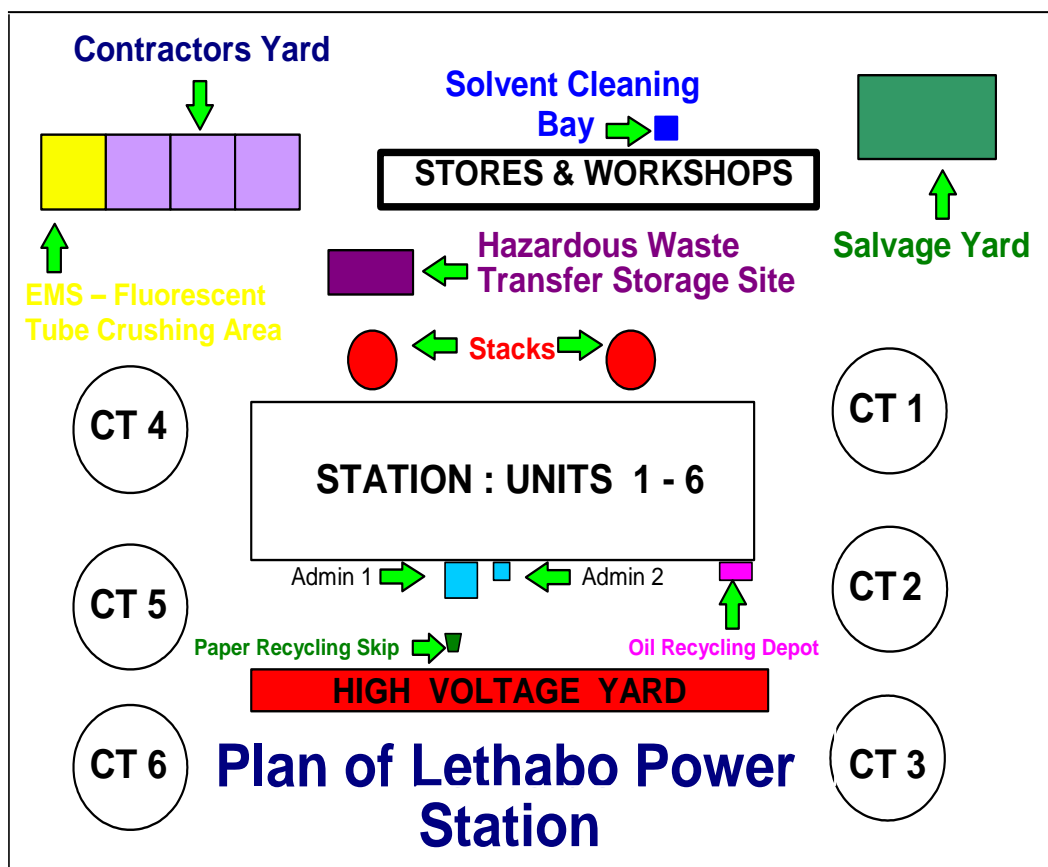 Contractors Yard
Solvent Cleaning
Bay
STORES & WORKSHOPS
Salvage Yard
Hazardous Waste
Transfer Storage Site
EMS – Fluorescent
Tube Crushing Area
Stacks
CT 4
CT 1
STATION : UNITS 1 - 6
Admin 1
Admin 2
CT 5
CT 2
Paper Recycling Skip
Oil Recycling Depot
HIGH VOLTAGE YARD
CT 6
CT 3
Plan of Lethabo Power
Station